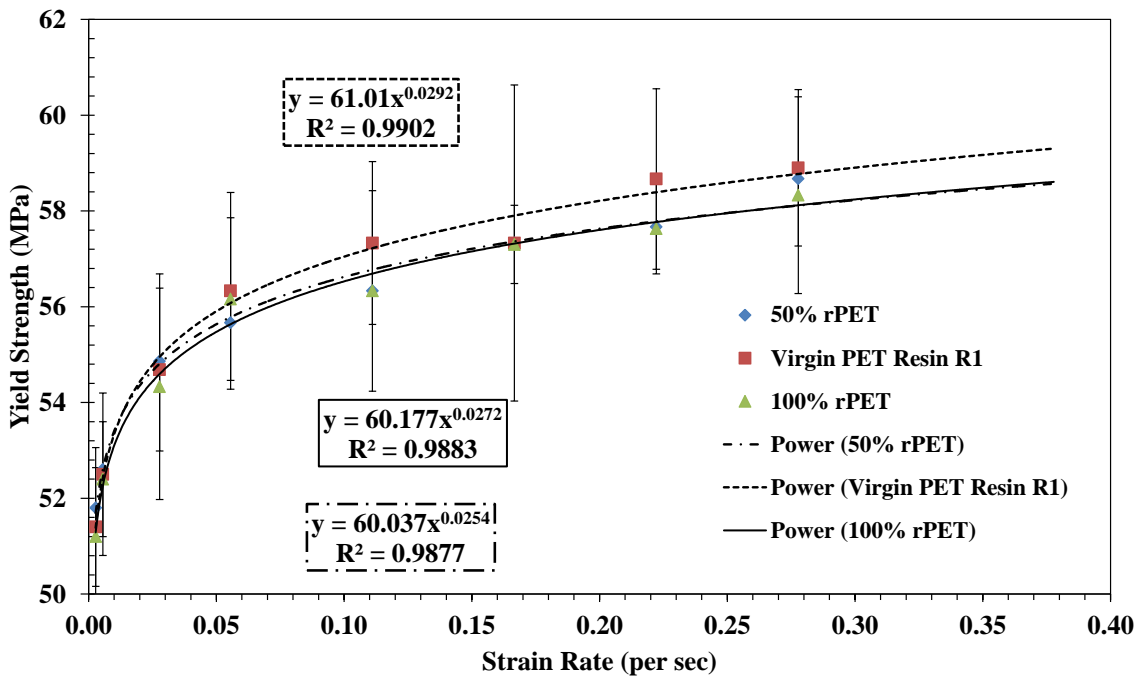 62
60
58
56
54
52
50
Yield Strength (MPa)
y = 61.01x^0.0292
R² = 0.9902
y = 60.177x^0.0272
R² = 0.9883
y = 60.037x^0.0254
R² = 0.9877
50% rPET
Virgin PET Resin R1
100% rPET
Power (50% rPET)
Power (Virgin PET Resin R1)
Power (100% rPET)
0.00 0.05 0.10 0.15 0.20 0.25 0.30 0.35 0.40
Strain Rate (per sec)